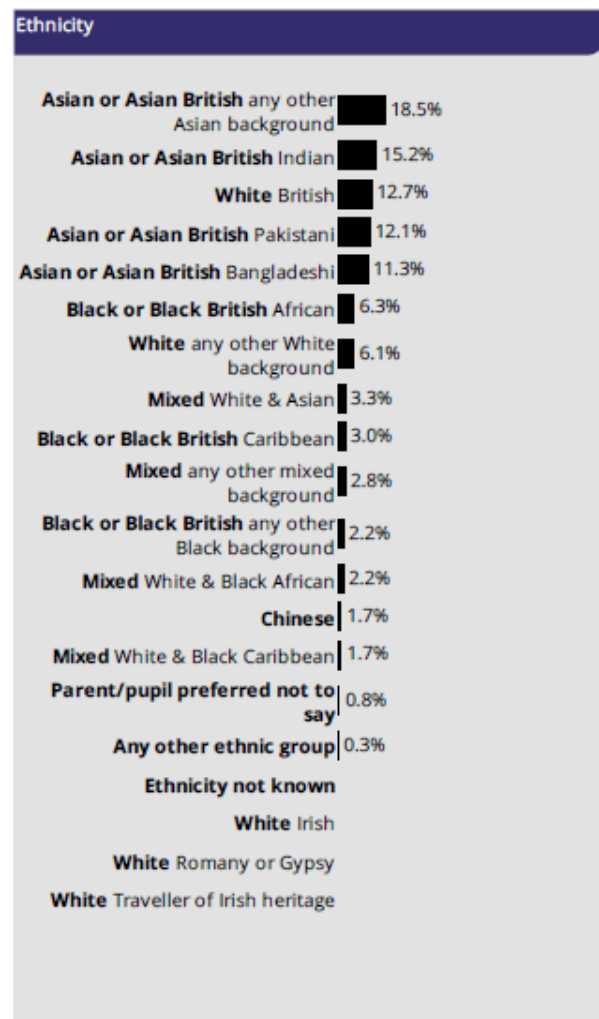 Ethnicity
Asian or Asian British any other
Asian background
18.5%
Asian or Asian British Indian 15.2%
White British 12.7%
Asian or Asian British Pakistani 12.1%
Asian or Asian British Bangladeshi 11.3%
Black or Black British African 6.3%
White any other White
background
6.1%
Mixed White & Asian 3.3%
Black or Black British Caribbean 3.0%
Mixed any other mixed
background
2.8%
Black or Black British any other
Black background
2.2%
Mixed White & Black African 2.2%
Chinese 1.7%
Mixed White & Black Caribbean 1.7%
Parent/pupil preferred not to
say
0.8%
Any other ethnic group 0.3%
Ethnicity not known
White Irish
White Romany or Gypsy
White Traveller of Irish heritage